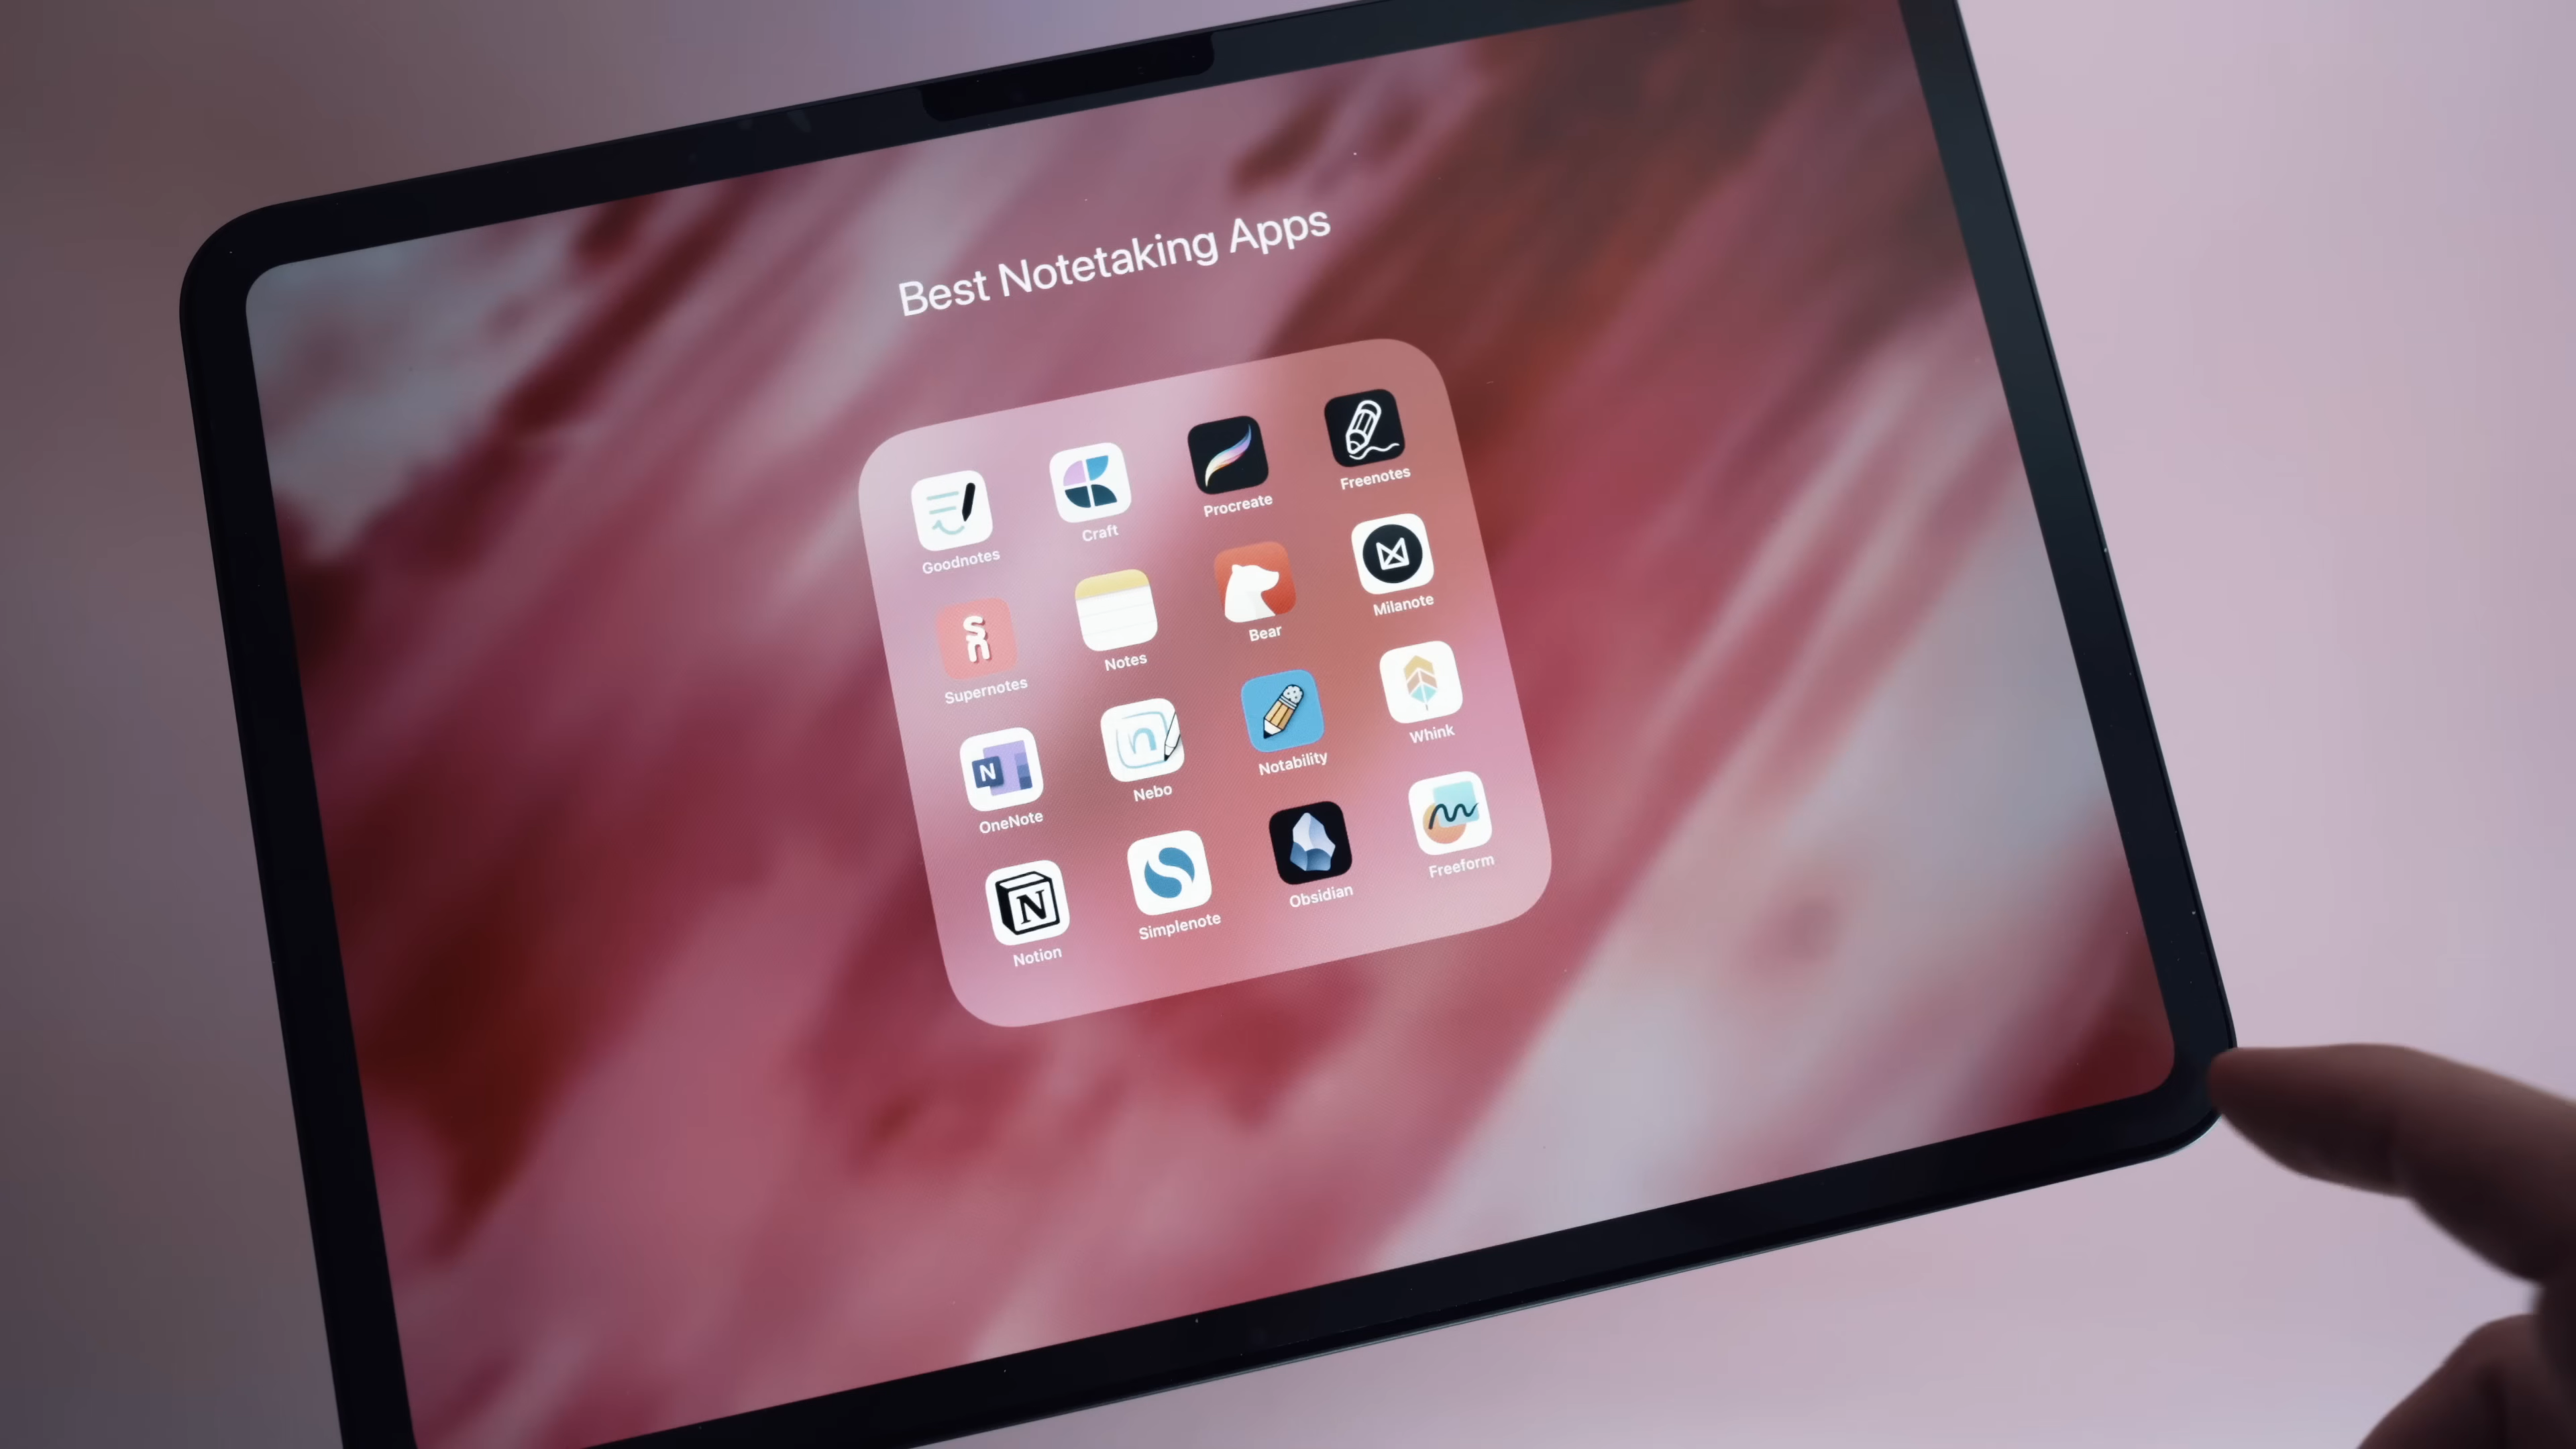 Best Notetaking Apps
Goodnotes
Craft
Procreate
Freenotes
sn
Supernotes
Notes
Bear
Milanote
N
OneNote
n
Nebo
Notability
Whink
N
Notion
Simplenote
Obsidian
Freeform